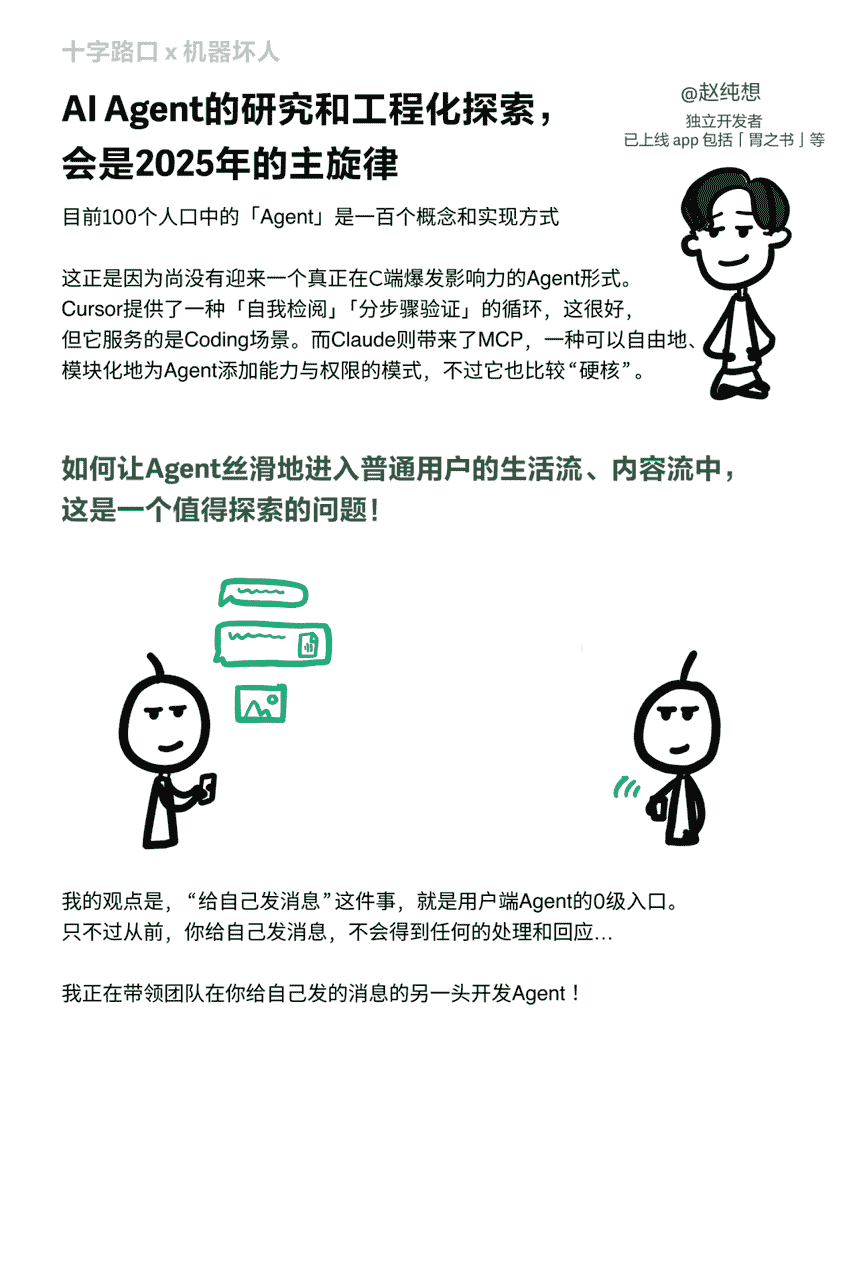 十字路口 x 机器坏人
AI Agent的研究和工程化探索，
会是2025年的主旋律
@赵纯想
独立开发者
已上线 app 包括「胃之书」等
目前100个人口中的「Agent」是一百个概念和实现方式
这正是因为尚没有迎来一个真正在C端爆发影响力的Agent形式。
Cursor提供了一种「自我检阅」「分步骤验证」的循环，这很好，
但它服务的是Coding场景。而Claude则带来了MCP，一种可以自由地、
模块化地为Agent添加能力与权限的模式，不过它也比较“硬核”。
如何让Agent丝滑地进入普通用户的生活流、内容流中，
这是一个值得探索的问题！
我的观点是，“给自己发消息”这件事，就是用户端Agent的0级入口。
只不过从前，你给自己发消息，不会得到任何的处理和回应...
我正在带领团队在你给自己发的消息的另一头开发Agent！